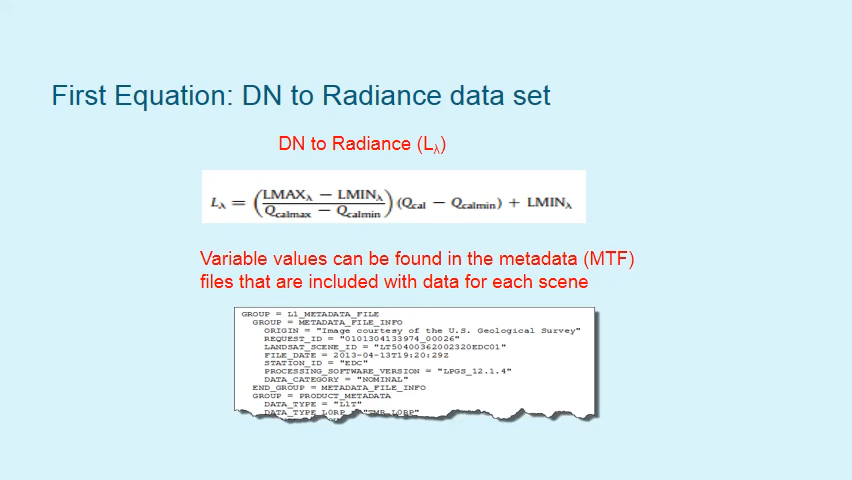 First Equation: DN to Radiance data set
DN to Radiance (Lλ)
Lλ = ((LMAXλ − LMINλ)/(Qcalmax − Qcalmin)) (Qcal − Qcalmin) + LMINλ
Variable values can be found in the metadata (MTF)
files that are included with data for each scene
GROUP = L1_METADATA_FILE
GROUP = METADATA_FILE_INFO
ORIGIN = "Image courtesy of the U.S. Geological Survey"
REQUEST_ID = "0101304133974_00026"
LANDSAT_SCENE_ID = "LT50400362002320EDC01"
FILE_DATE = 2013-04-13T19:20:29Z
STATION_ID = "EDC"
PROCESSING_SOFTWARE_VERSION = "LPGS_12.1.4"
DATA_CATEGORY = "NOMINAL"
END_GROUP = METADATA_FILE_INFO
GROUP = PRODUCT_METADATA
DATA_TYPE = "L1T"
DATA_TYPE_L0RP